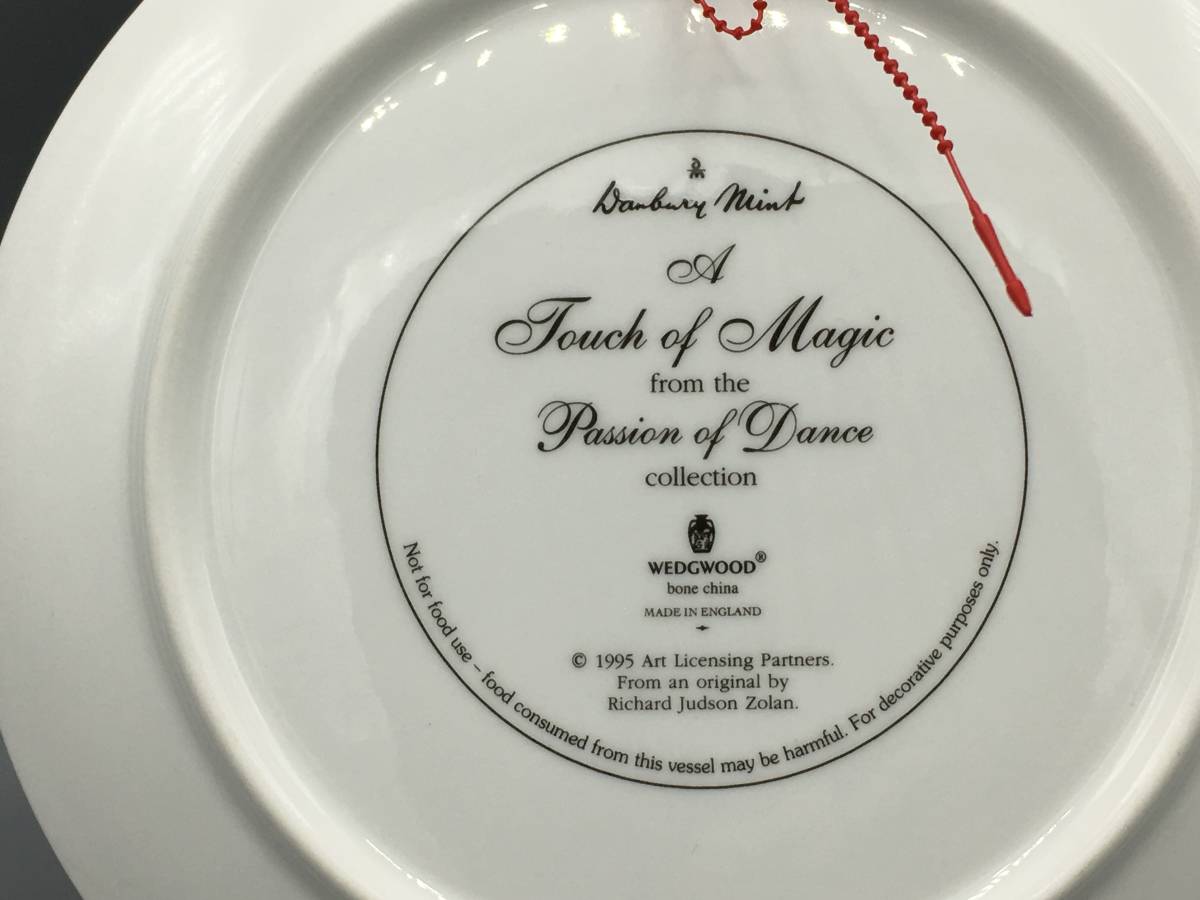 Danbury Mint
A
Touch of Magic
from the
Passion of Dance
collection
WEDGWOOD®
bone china
MADE IN ENGLAND
© 1995 Art Licensing Partners.
From an original by
Richard Judson Zolan.
Not for food use – food consumed from this vessel may be harmful. For decorative purposes only.